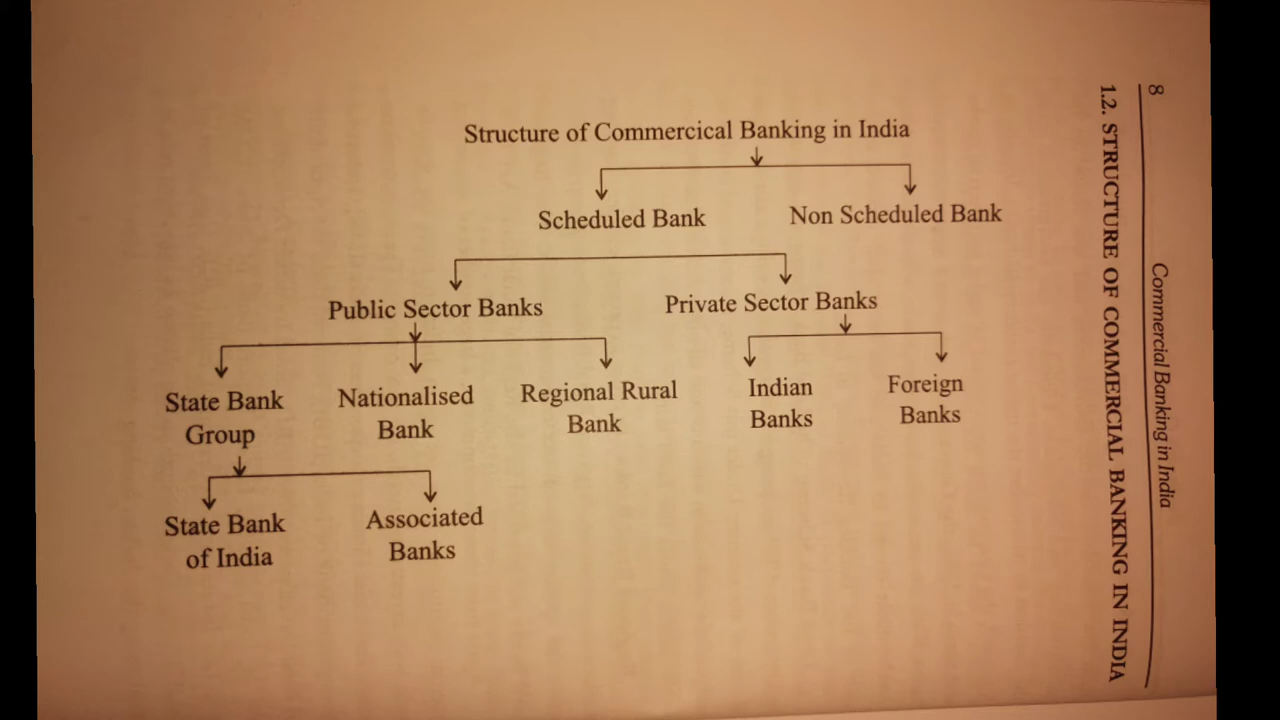 8
Commercial Banking in India
1.2. STRUCTURE OF COMMERCIAL BANKING IN INDIA
Structure of Commercical Banking in India
Scheduled Bank
Non Scheduled Bank
Public Sector Banks
Private Sector Banks
State Bank
Group
Nationalised
Bank
Regional Rural
Bank
Indian
Banks
Foreign
Banks
State Bank
of India
Associated
Banks